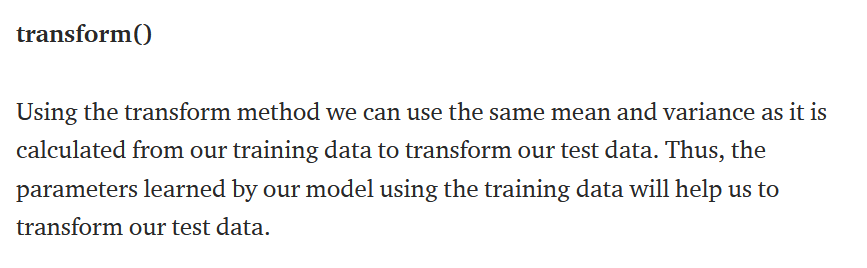 transform()
Using the transform method we can use the same mean and variance as it is
calculated from our training data to transform our test data. Thus, the
parameters learned by our model using the training data will help us to
transform our test data.